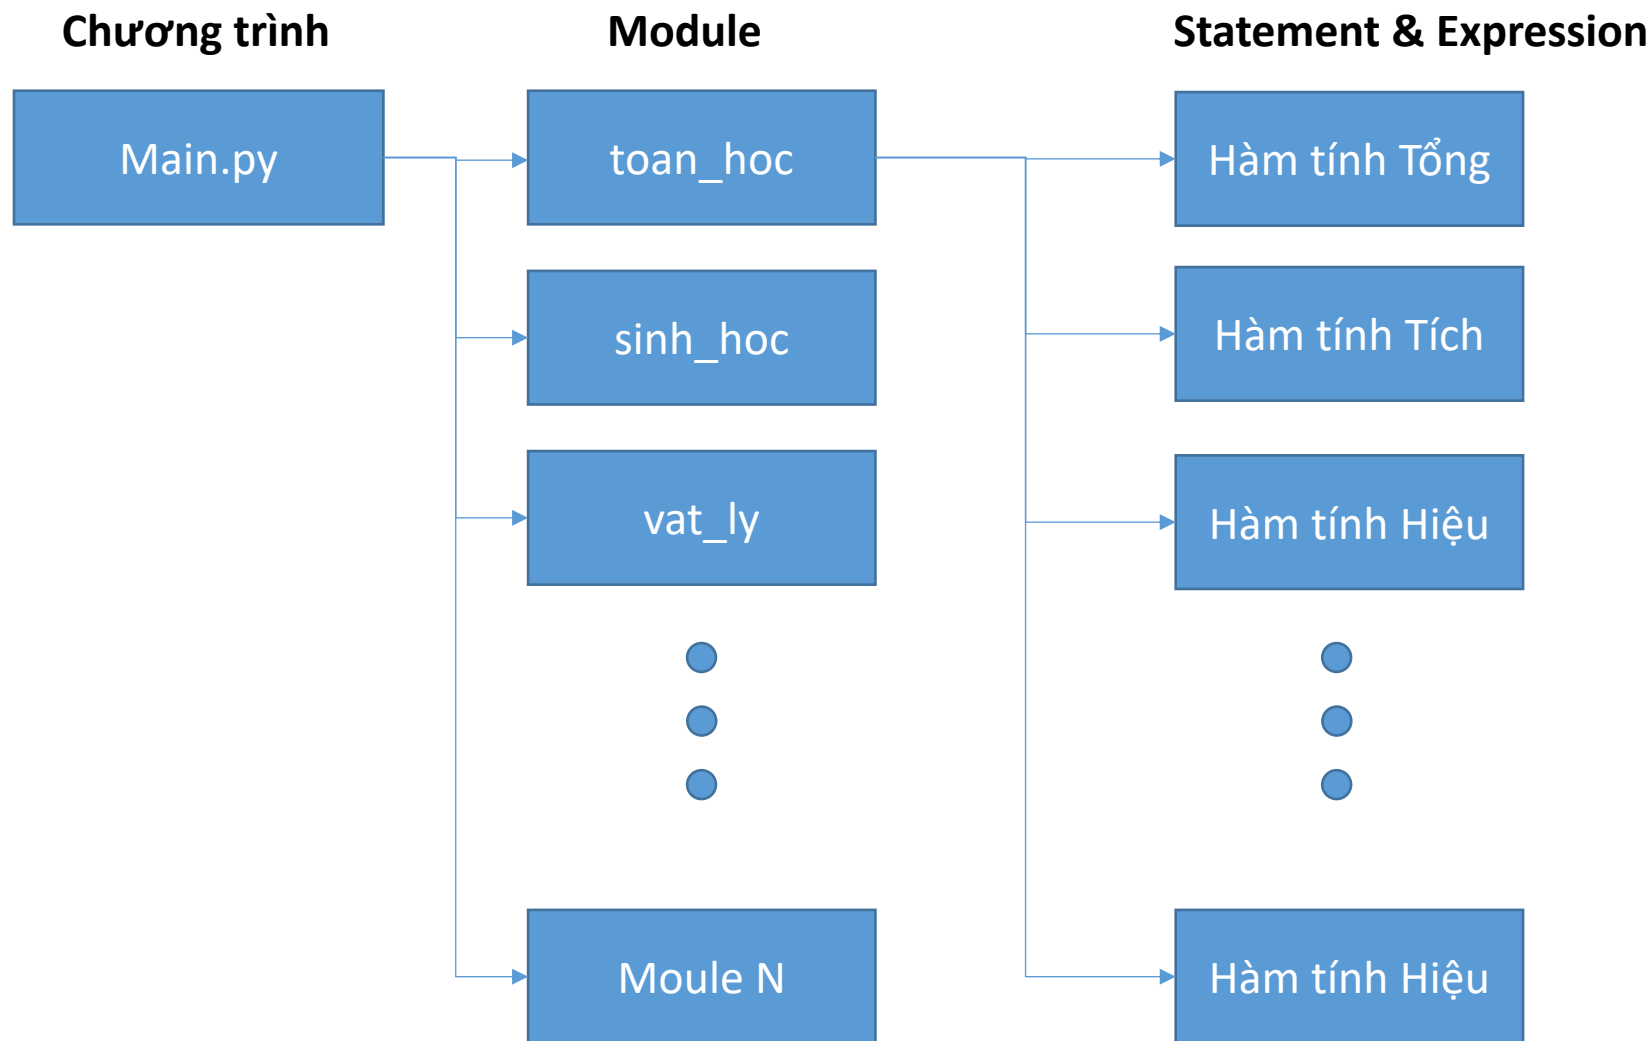 Chương trình
Module
Statement & Expression
Main.py
toan_hoc
Hàm tính Tổng
sinh_hoc
Hàm tính Tích
vat_ly
Hàm tính Hiệu
Moule N
Hàm tính Hiệu